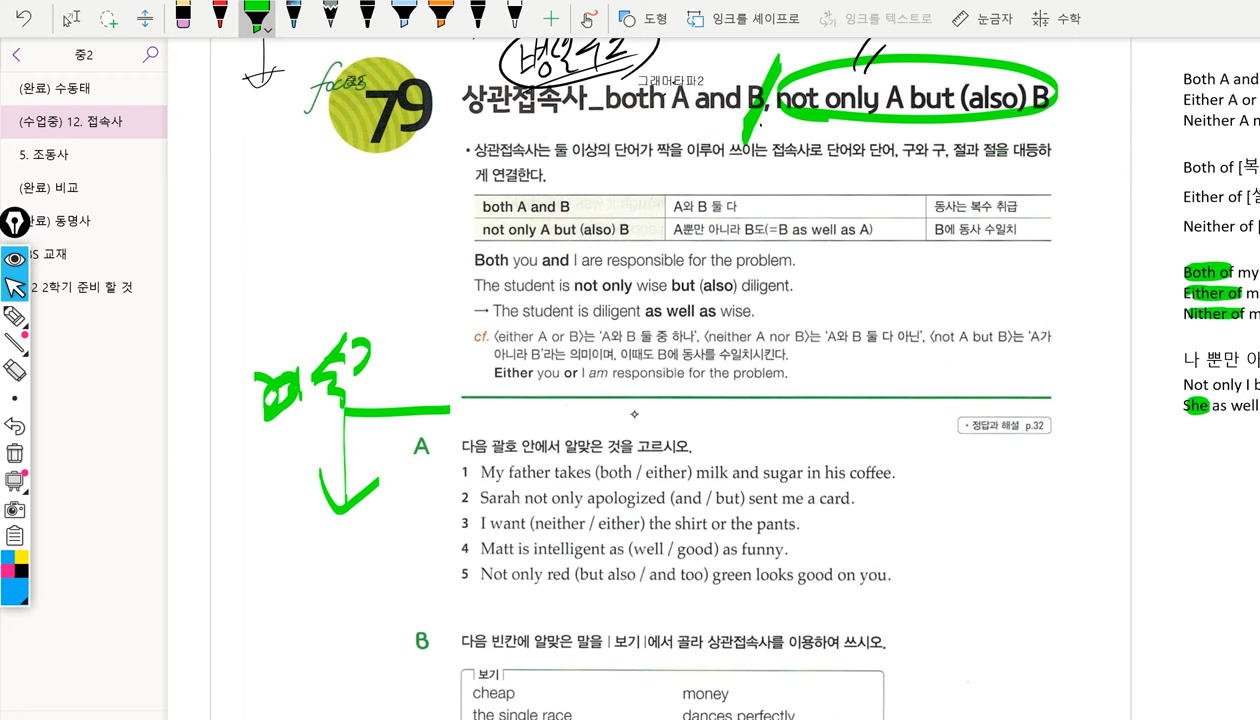 도형
잉크를 셰이프로
잉크를 텍스트로
눈금자
수학
중2
(완료) 수동태
(수업중) 12. 접속사
5. 조동사
(완료) 비교
완료) 동명사
BS 교재
2 2학기 준비 할 것
병열구조
그래머타파2
focus
79
상관접속사_both A and B, not only A but (also) B
• 상관접속사는 둘 이상의 단어가 짝을 이루어 쓰이는 접속사로 단어와 단어, 구와 구, 절과 절을 대등하
게 연결한다.
both A and B A와 B 둘 다 동사는 복수 취급
not only A but (also) B A뿐만 아니라 B도(=B as well as A) B에 동사 수일치
Both you and I are responsible for the problem.
The student is not only wise but (also) diligent.
→ The student is diligent as well as wise.
cf. 〈either A or B〉는 'A와 B 둘 중 하나', 〈neither A nor B〉는 'A와 B 둘 다 아닌', 〈not A but B〉는 'A가
아니라 B'라는 의미이며, 이때도 B에 동사를 수일치시킨다.
Either you or I am responsible for the problem.
• 정답과 해설 p.32
A 다음 괄호 안에서 알맞은 것을 고르시오.
1 My father takes (both / either) milk and sugar in his coffee.
2 Sarah not only apologized (and / but) sent me a card.
3 I want (neither / either) the shirt or the pants.
4 Matt is intelligent as (well / good) as funny.
5 Not only red (but also / and too) green looks good on you.
B 다음 빈칸에 알맞은 말을 |보기|에서 골라 상관접속사를 이용하여 쓰시오.
보기
cheap money
the single race dances perfectly
Both A and
Either A or
Neither A n
Both of [복
Either of [
Neither of [
Both of my
Either of m
Nither of m
나 뿐만 아
Not only I b
She as well